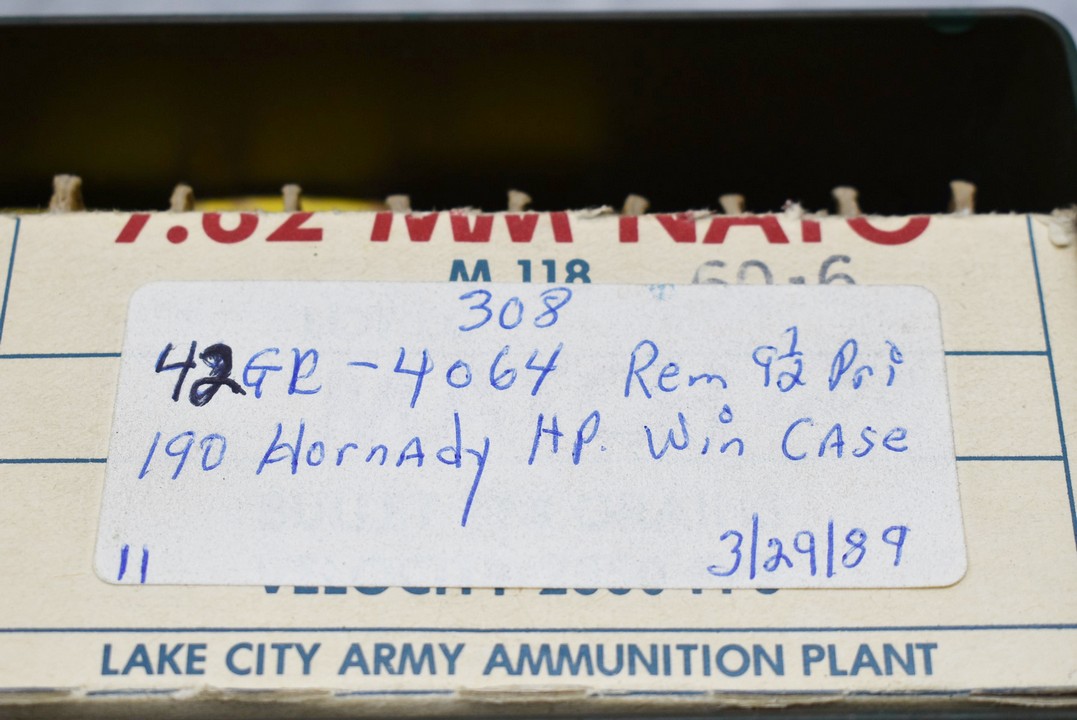 7.62 MM NATO
M 118
308
42GR - 4064 Rem 9½ Pri
190 Hornady HP. Win Case
11 3/29/89
LAKE CITY ARMY AMMUNITION PLANT